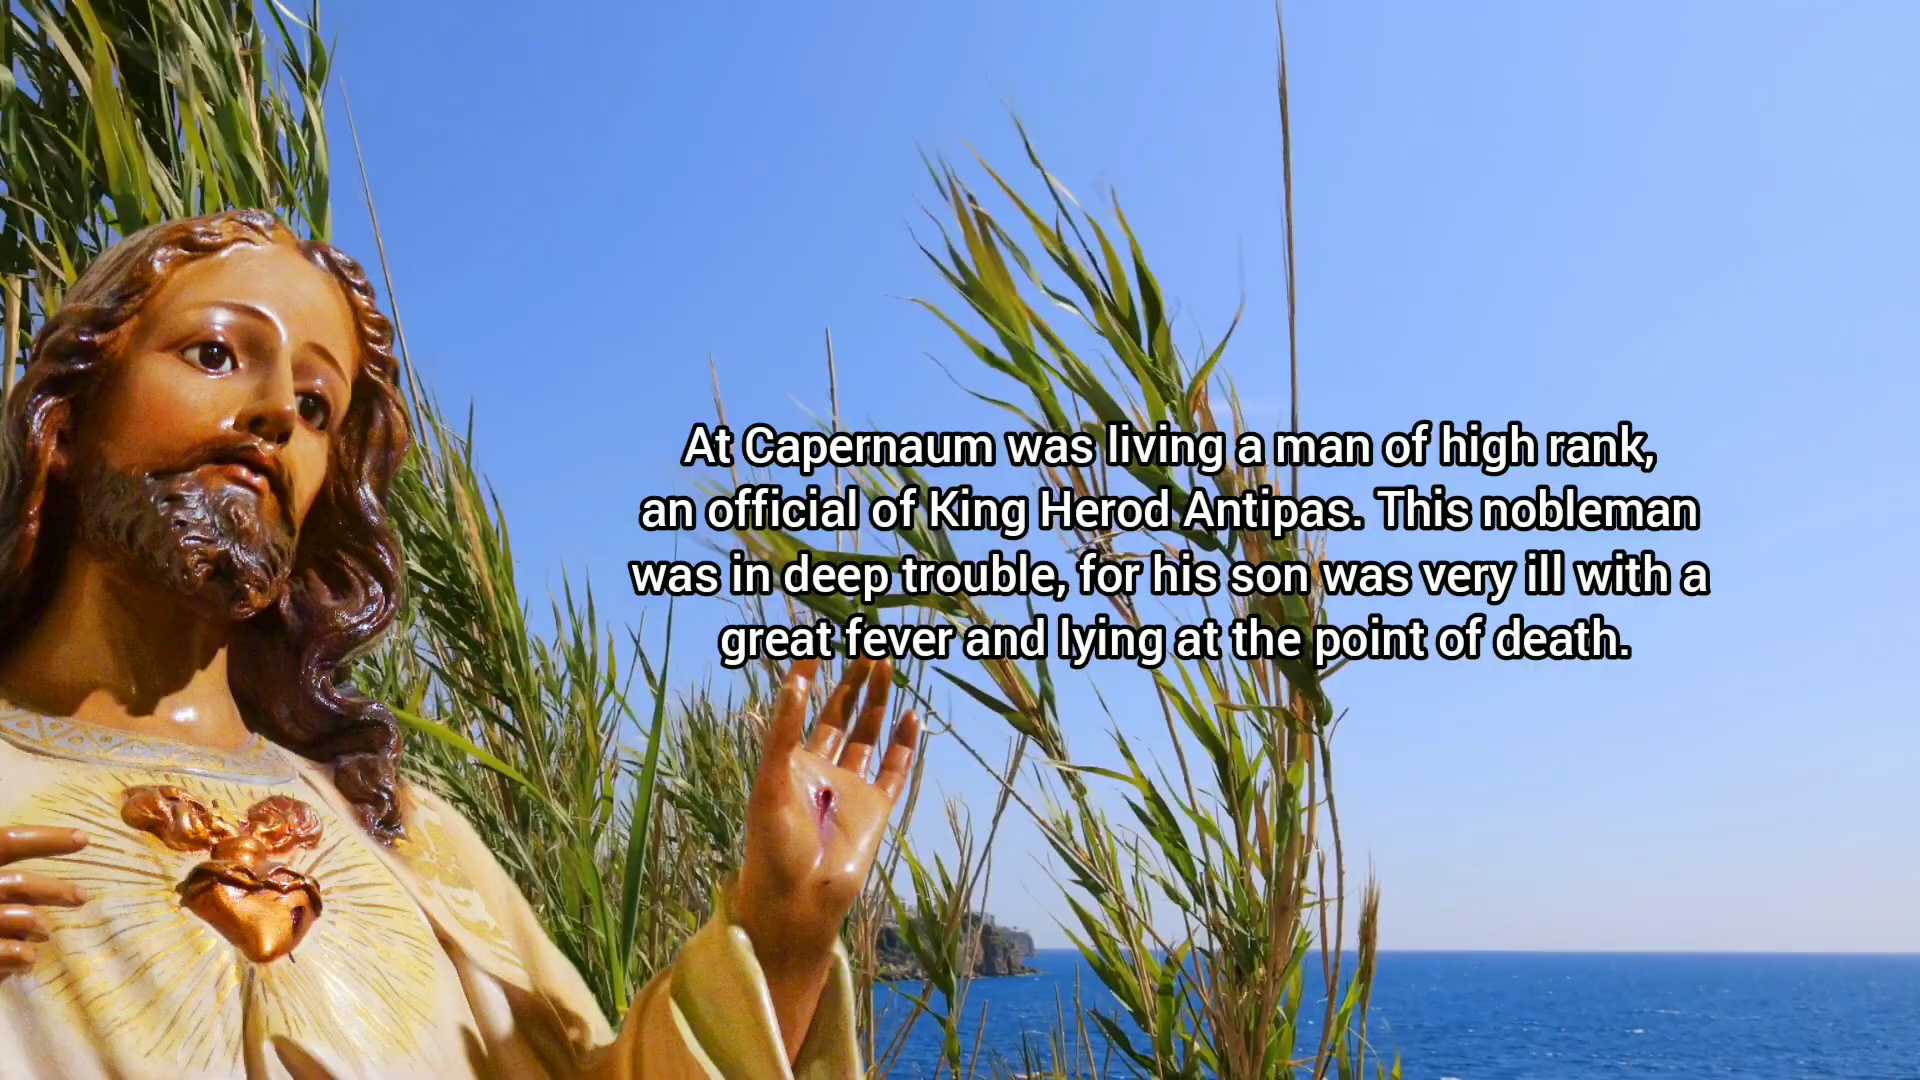 At Capernaum was living a man of high rank,
an official of King Herod Antipas. This nobleman
was in deep trouble, for his son was very ill with a
great fever and lying at the point of death.